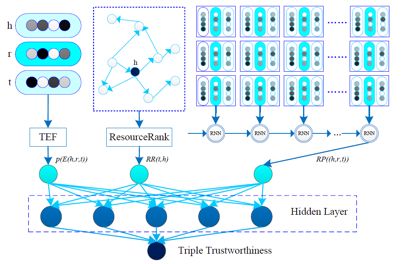 h
r
t
h
TEF
ResourceRank
RNN
RNN
RNN
...
RNN
p(E(h,r,t))
RR(t,h)
RP((h,r,t))
Hidden Layer
Triple Trustworthiness